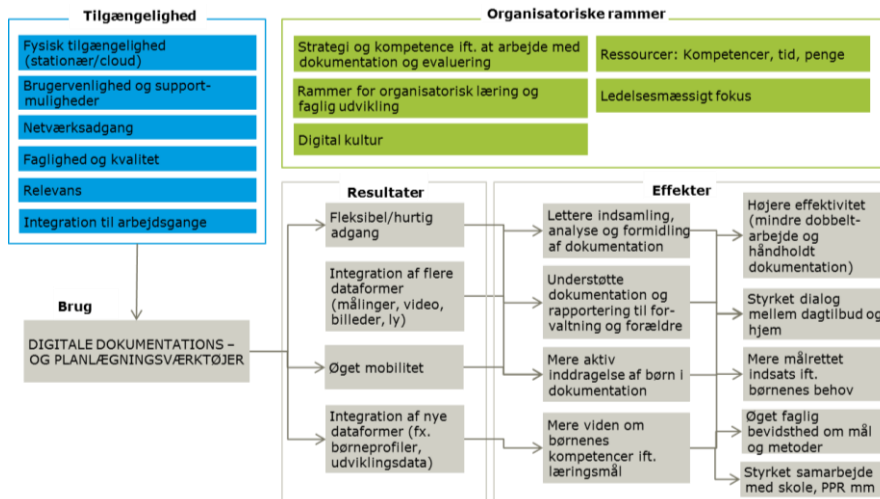 Tilgængelighed
Fysisk tilgængelighed
(stationær/cloud)
Brugervenlighed og support-
muligheder
Netværksadgang
Faglighed og kvalitet
Relevans
Integration til arbejdsgange
Organisatoriske rammer
Strategi og kompetence ift. at arbejde med
dokumentation og evaluering
Rammer for organisatorisk læring og
faglig udvikling
Digital kultur
Ressourcer: Kompetencer, tid, penge
Ledelsesmæssigt fokus
Brug
DIGITALE DOKUMENTATIONS –
OG PLANLÆGNINGSVÆRKTØJER
Resultater
Fleksibel/hurtig
adgang
Integration af flere
dataformer
(målinger, video,
billeder, ly)
Øget mobilitet
Integration af nye
dataformer (fx.
børneprofiler,
udviklingsdata)
Effekter
Lettere indsamling,
analyse og formidling
af dokumentation
Understøtte
dokumentation og
rapportering til for-
valtning og forældre
Mere aktiv
inddragelse af børn i
dokumentation
Mere viden om
børnenes
kompetencer ift.
læringsmål
Højere effektivitet
(mindre dobbelt-
arbejde og
håndholdt
dokumentation)
Styrket dialog
mellem dagtilbud og
hjem
Mere målrettet
indsats ift.
børnenes behov
Øget faglig
bevidsthed om mål
og metoder
Styrket samarbejde
med skole, PPR mm